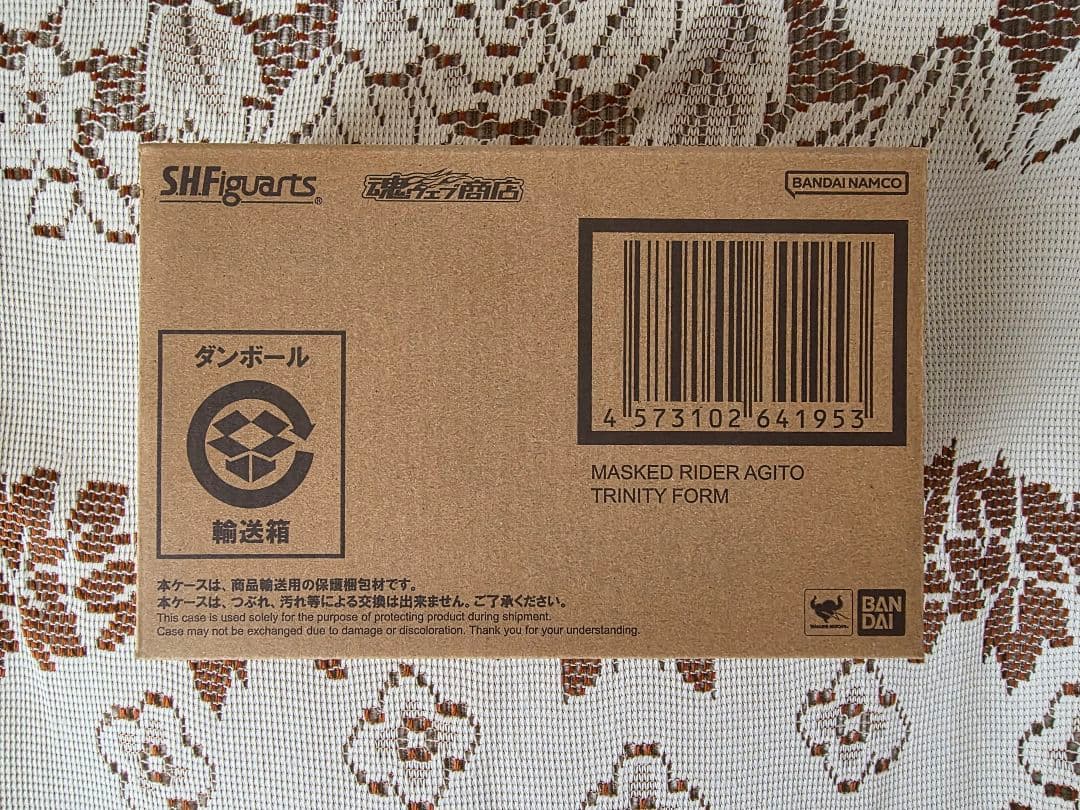 S.H.Figuarts®
魂ウェブ商店
BANDAI NAMCO
4 573102 641953
MASKED RIDER AGITO
TRINITY FORM
ダンボール
輸送箱
本ケースは、商品輸送用の保護梱包材です。
本ケースは、つぶれ、汚れ等による交換は出来ません。ご了承ください。
This case is used solely for the purpose of protecting product during shipment.
Case may not be exchanged due to damage or discoloration. Thank you for your understanding.
BAN
DAI